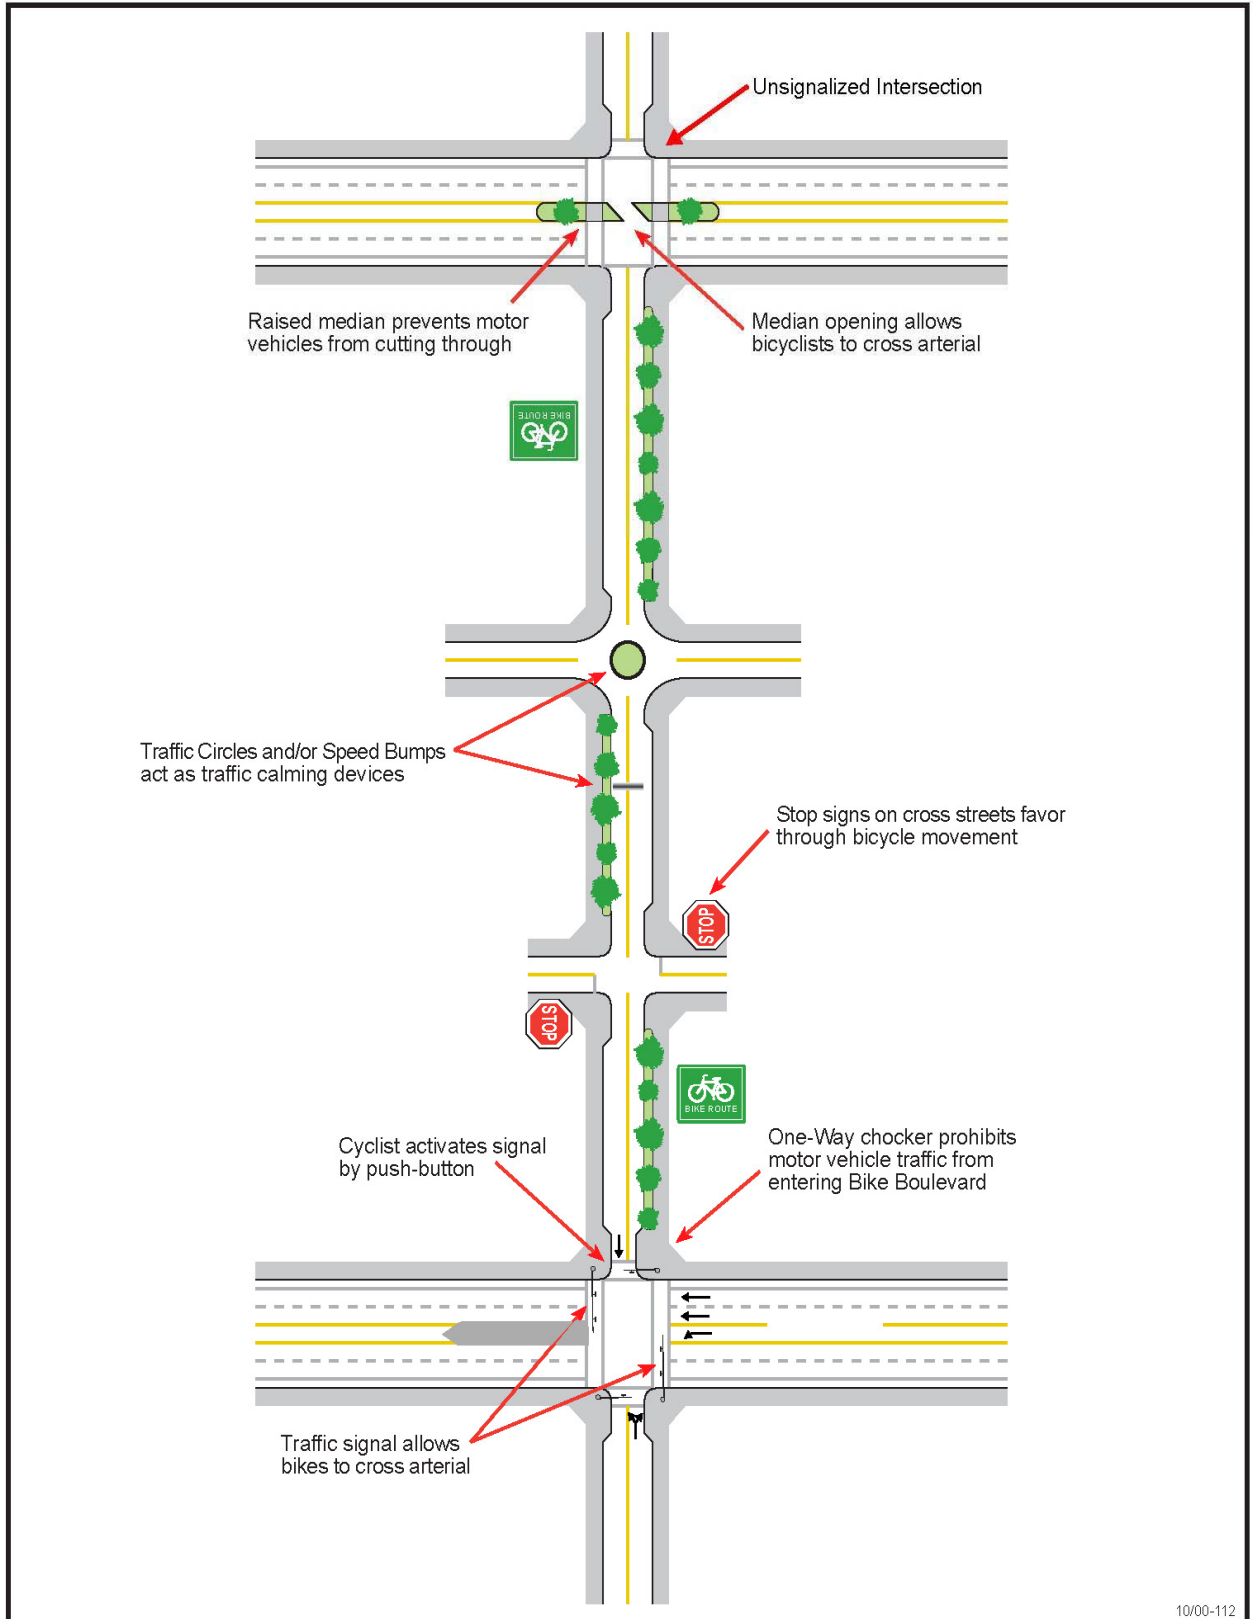 Unsignalized Intersection
Raised median prevents motor
vehicles from cutting through
Median opening allows
bicyclists to cross arterial
BIKE ROUTE
Traffic Circles and/or Speed Bumps
act as traffic calming devices
Stop signs on cross streets favor
through bicycle movement
STOP
STOP
BIKE ROUTE
Cyclist activates signal
by push-button
One-Way chocker prohibits
motor vehicle traffic from
entering Bike Boulevard
Traffic signal allows
bikes to cross arterial
10/00-112